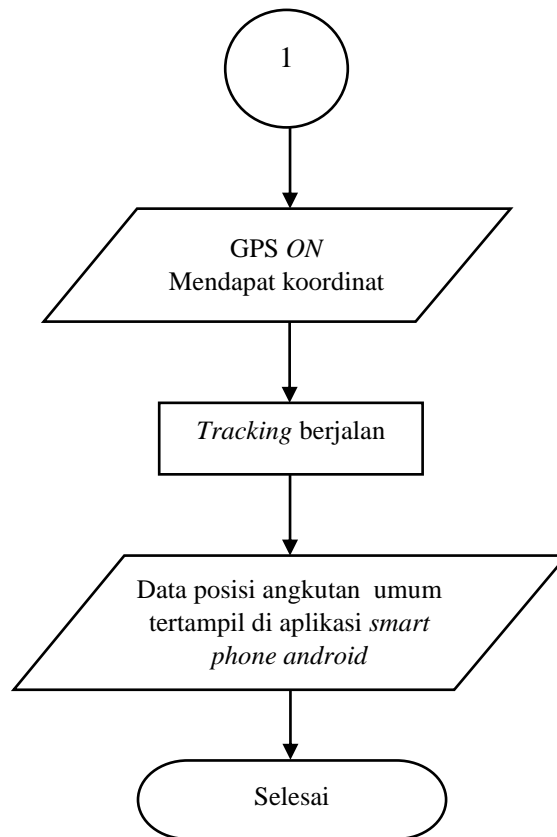 1
GPS ON
Mendapat koordinat
Tracking berjalan
Data posisi angkutan  umum
tertampil di aplikasi smart
phone android
Selesai